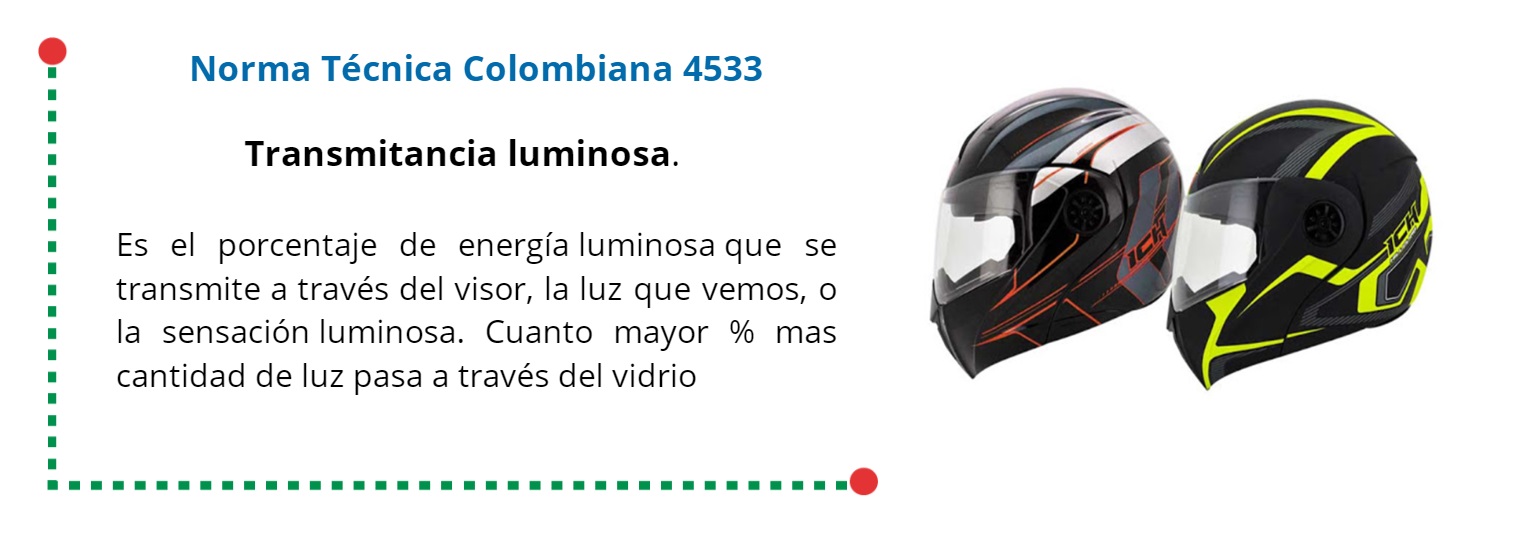 Norma Técnica Colombiana 4533
Transmitancia luminosa.
Es el porcentaje de energía luminosa que se
transmite a través del visor, la luz que vemos, o
la sensación luminosa. Cuanto mayor % mas
cantidad de luz pasa a través del vidrio
ICH
ICH